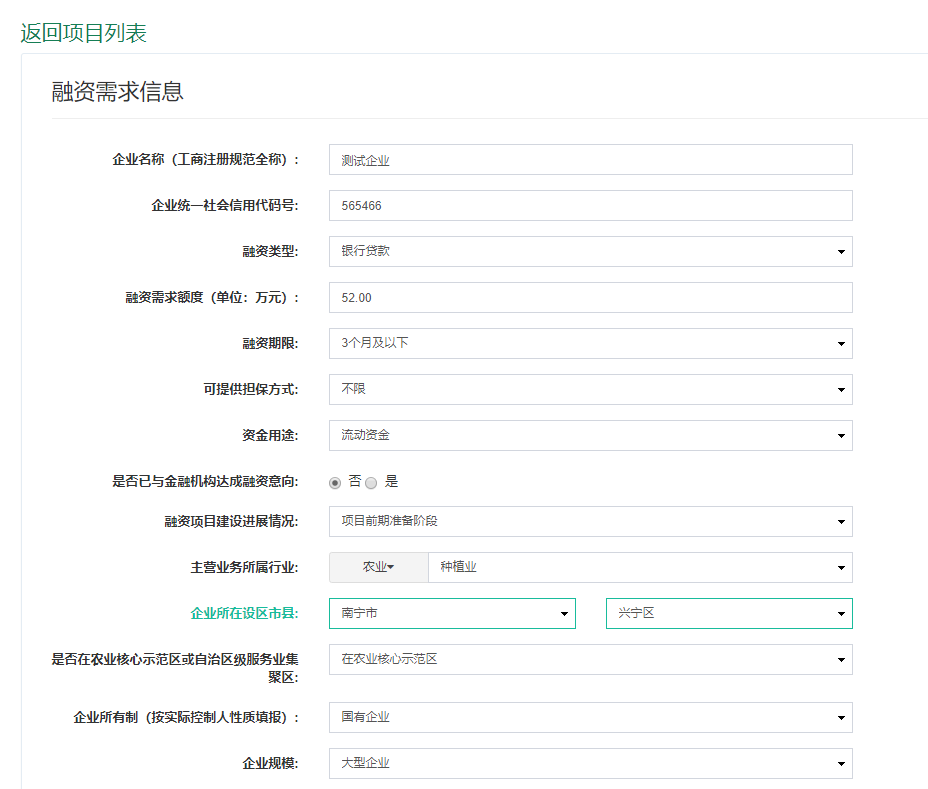 返回项目列表
融资需求信息
企业名称（工商注册规范全称）: 测试企业
企业统一社会信用代码号: 565466
融资类型: 银行贷款
融资需求额度（单位：万元）: 52.00
融资期限: 3个月及以下
可提供担保方式: 不限
资金用途: 流动资金
是否已与金融机构达成融资意向: 否 是
融资项目建设进展情况: 项目前期准备阶段
主营业务所属行业: 农业 种植业
企业所在设区市县: 南宁市 兴宁区
是否在农业核心示范区或自治区级服务业集
聚区: 在农业核心示范区
企业所有制（按实际控制人性质填报）: 国有企业
企业规模: 大型企业